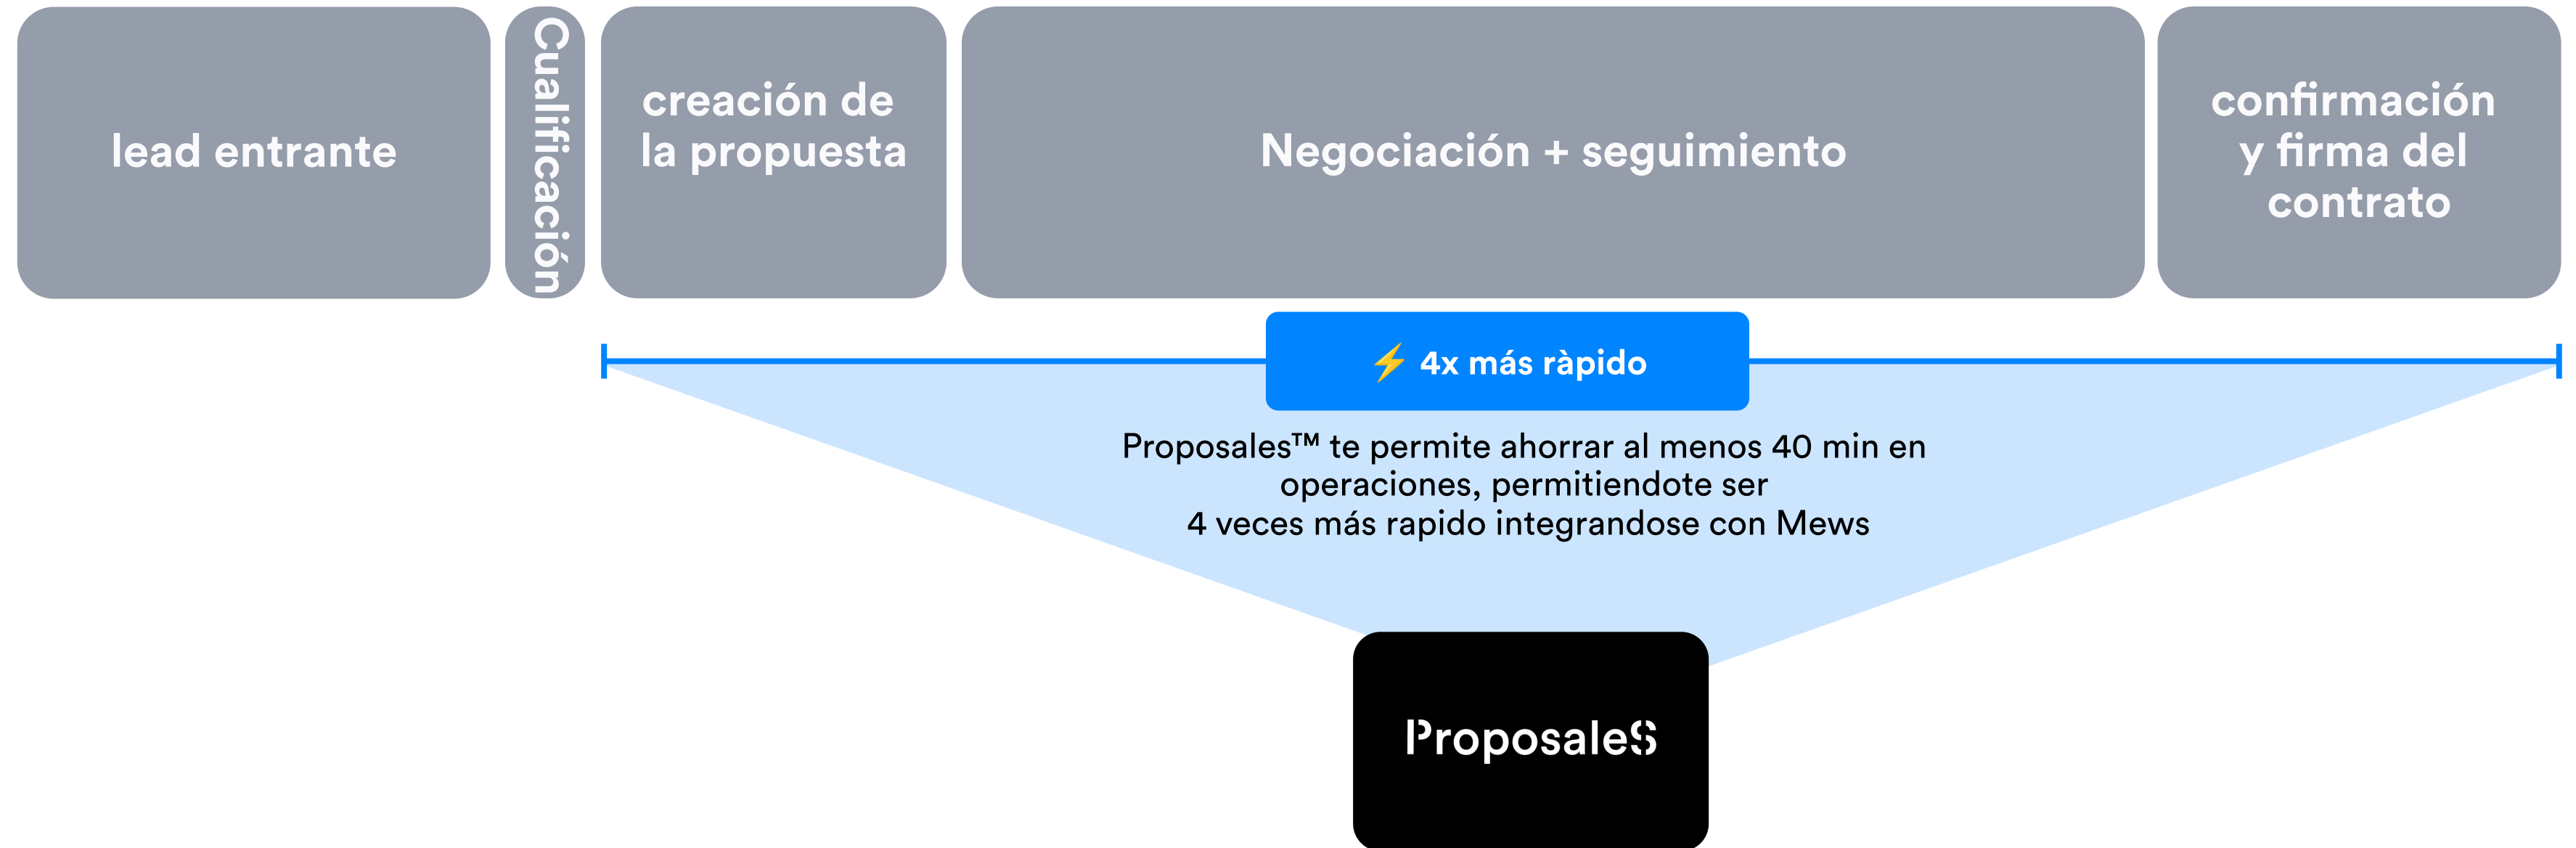 lead entrante
Cualificación
creación de
la propuesta
Negociación + seguimiento
confirmación
y firma del
contrato
⚡ 4x más ràpido
Proposales™ te permite ahorrar al menos 40 min en
operaciones, permitiendote ser
4 veces más rapido integrandose con Mews
Proposales